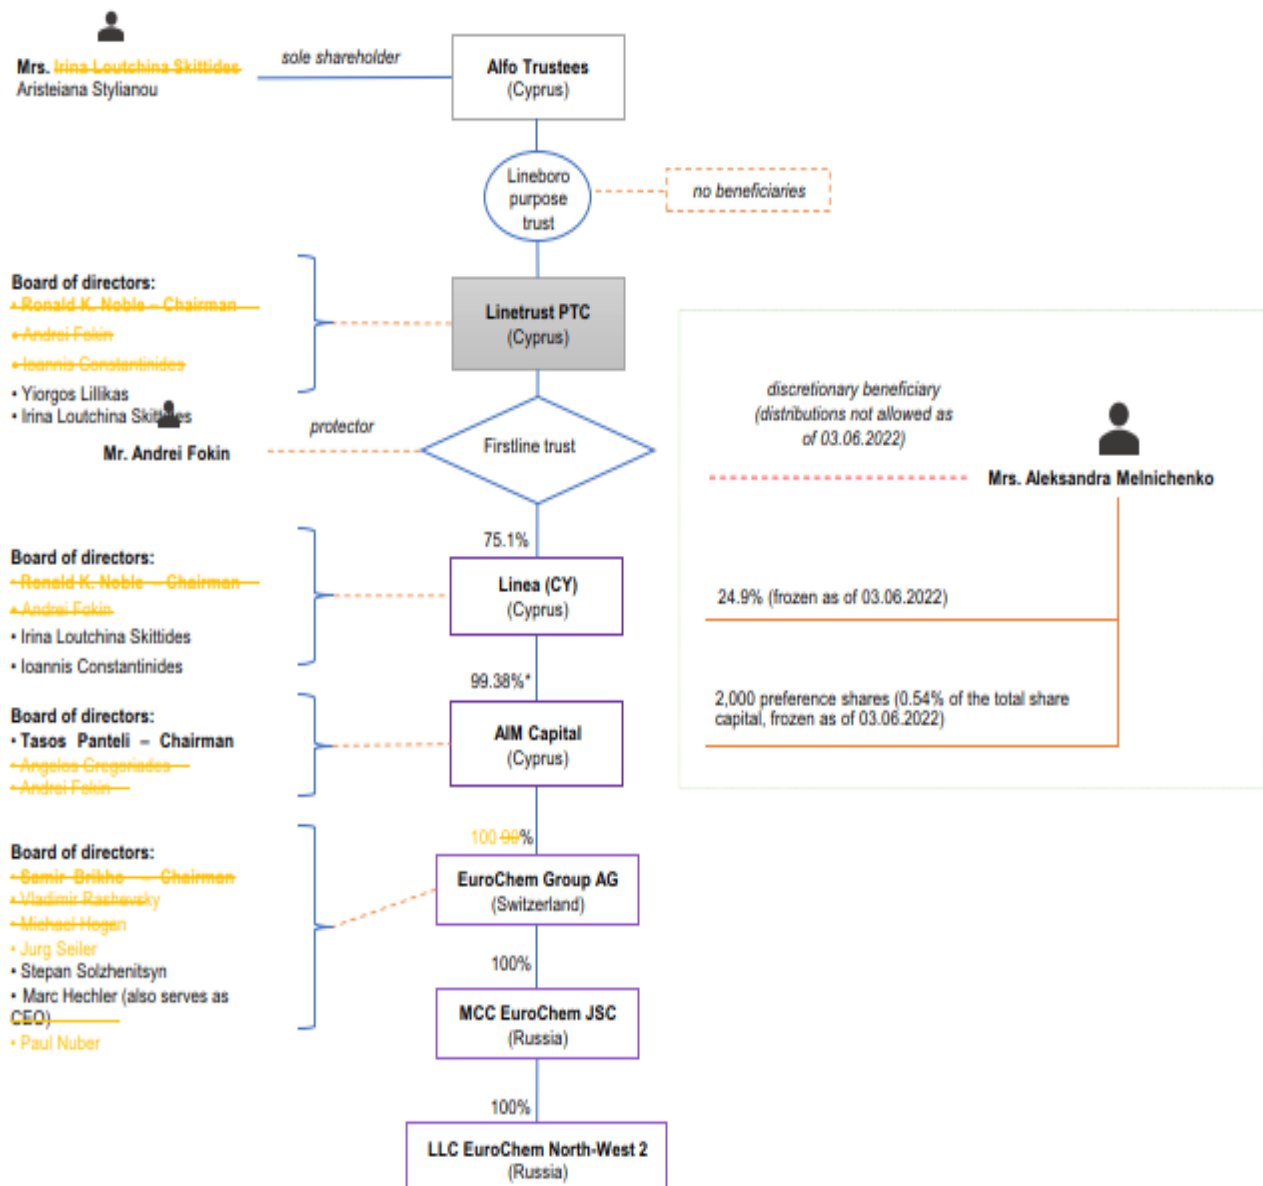 Mrs. Irina Loutchina Skittides
Aristeiana Stylianou
sole shareholder
Alfo Trustees
(Cyprus)
Lineboro
purpose
trust
no beneficiaries
Board of directors:
• Ronald K. Noble – Chairman
• Andrei Fokin
• Ioannis Constantinides
• Yiorgos Lillikas
• Irina Loutchina Skittides
Linetrust PTC
(Cyprus)
Mr. Andrei Fokin
protector
Firstline trust
discretionary beneficiary
(distributions not allowed as
of 03.06.2022)
Mrs. Aleksandra Melnichenko
75.1%
Board of directors:
• Ronald K. Noble – Chairman
• Andrei Fokin
• Irina Loutchina Skittides
• Ioannis Constantinides
Linea (CY)
(Cyprus)
24.9% (frozen as of 03.06.2022)
99.38%*
Board of directors:
• Tasos Panteli – Chairman
• Angelos Gregoriades
• Andrei Fokin
AIM Capital
(Cyprus)
2,000 preference shares (0.54% of the total share
capital, frozen as of 03.06.2022)
100 90%
Board of directors:
• Samir Brikho – Chairman
• Vladimir Rashevsky
• Michael Hogan
• Jurg Seiler
• Stepan Solzhenitsyn
• Marc Hechler (also serves as
CEO)
• Paul Nuber
EuroChem Group AG
(Switzerland)
100%
MCC EuroChem JSC
(Russia)
100%
LLC EuroChem North-West 2
(Russia)